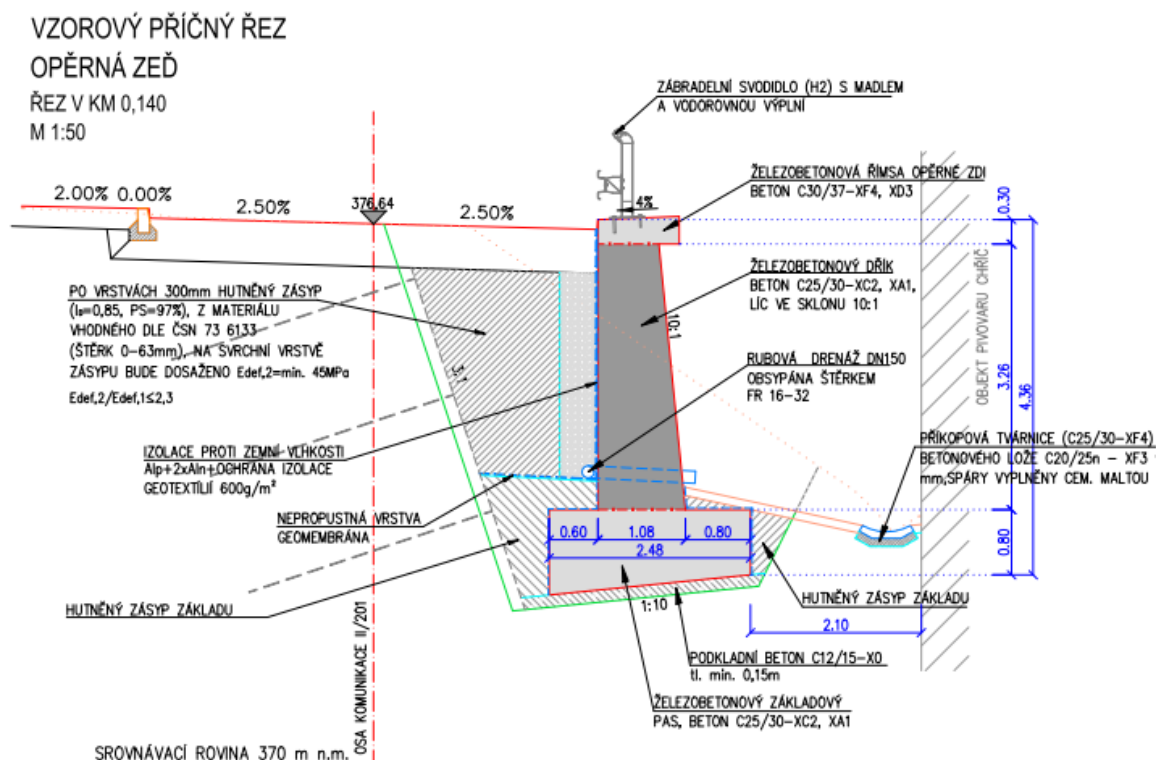 VZOROVÝ PŘÍČNÝ ŘEZ
OPĚRNÁ ZEĎ
ŘEZ V KM 0,140
M 1:50
ZÁBRADELNÍ SVODIDLO (H2) S MADLEM
A VODOROVNOU VÝPLNÍ
2.00%
0.00%
2.50%
376.64
2.50%
4%
ŽELEZOBETONOVÁ ŘÍMSA OPĚRNÉ ZDI
BETON C30/37-XF4, XD3
0.30
ŽELEZOBETONOVÝ DŘÍK
BETON C25/30-XC2, XA1,
LÍC VE SKLONU 10:1
10:1
PO VRSTVÁCH 300mm HUTNĚNÝ ZÁSYP
(ID=0,85, PS=97%), Z MATERIÁLU
VHODNÉHO DLE ČSN 73 6133
(ŠTĚRK 0-63mm), NA SVRCHNÍ VRSTVĚ
ZÁSYPU BUDE DOSAŽENO Edef,2=min. 45MPa
Edef,2/Edef,1≤2,3
RUBOVÁ DRENÁŽ DN150
OBSYPÁNA ŠTĚRKEM
FR 16-32
OBJEKT PIVOVARU CHŘÍČ
3.26
4.36
IZOLACE PROTI ZEMNÍ VLHKOSTI
Alp+2xAln+OCHRANA IZOLACE
GEOTEXTÍLIÍ 600g/m²
PŘÍKOPOVÁ TVÁRNICE (C25/30-XF4)
BETONOVÉHO LOŽE C20/25n - XF3
mm,SPÁRY VYPLNĚNY CEM. MALTOU
NEPROPUSTNÁ VRSTVA
GEOMEMBRÁNA
0.60
1.08
0.80
2.48
0.80
HUTNĚNÝ ZÁSYP ZÁKLADU
1:10
HUTNĚNÝ ZÁSYP ZÁKLADU
2.10
PODKLADNÍ BETON C12/15-X0
tl. min. 0,15m
ŽELEZOBETONOVÝ ZÁKLADOVÝ
PAS, BETON C25/30-XC2, XA1
OSA KOMUNIKACE II/201
SROVNÁVACÍ ROVINA 370 m n.m.